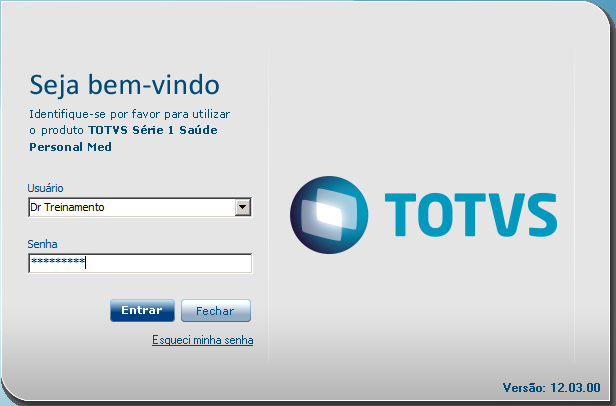 Seja bem-vindo
Identifique-se por favor para utilizar
o produto TOTVS Série 1 Saúde
Personal Med
Usuário
Dr Treinamento
Senha
*********
Entrar
Fechar
Esqueci minha senha
TOTVS
Versão: 12.03.00